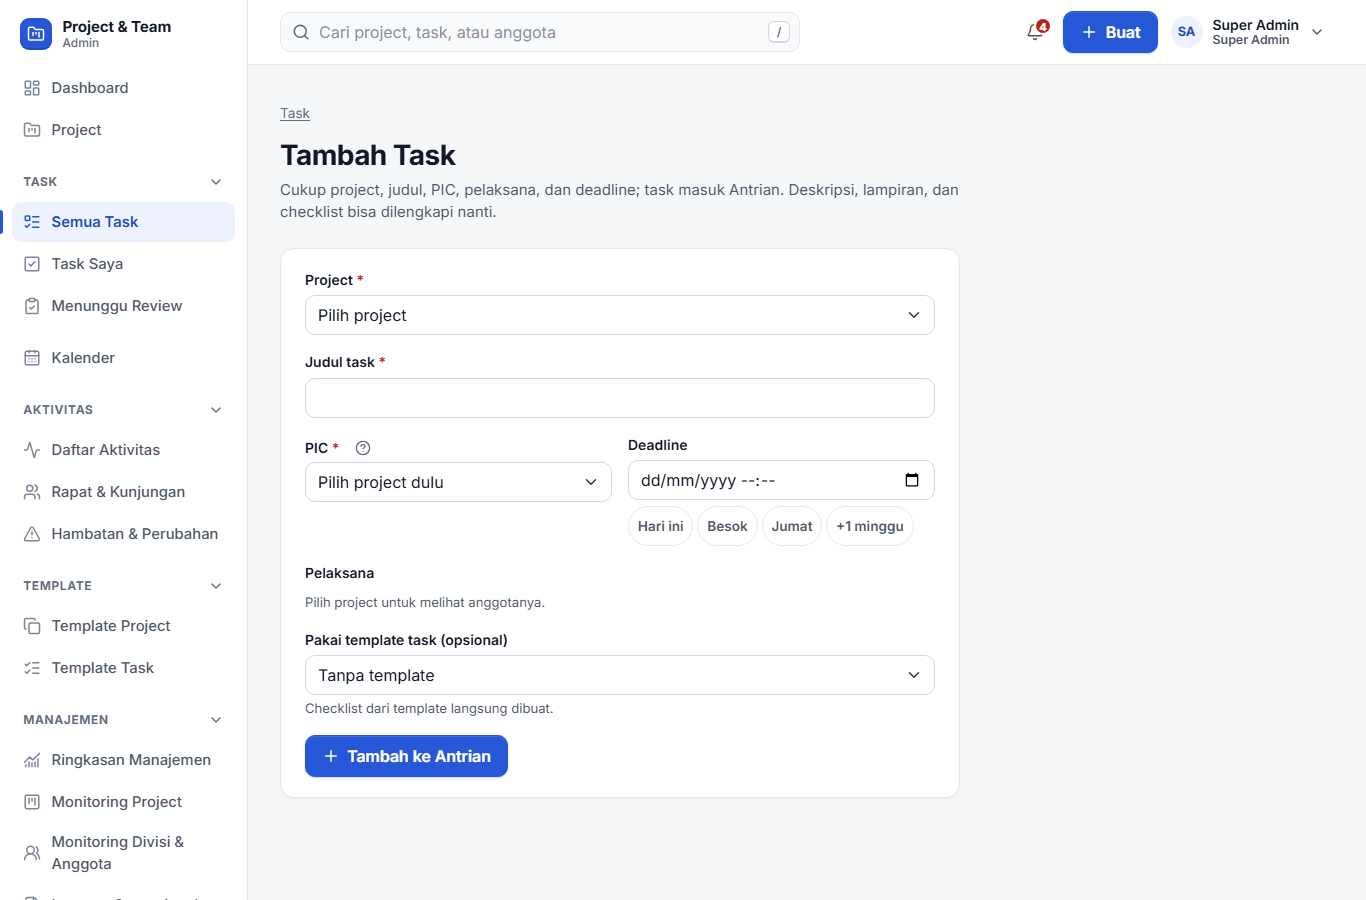 Project & Team
Admin
Dashboard
Project
TASK
Semua Task
Task Saya
Menunggu Review
Kalender
AKTIVITAS
Daftar Aktivitas
Rapat & Kunjungan
Hambatan & Perubahan
TEMPLATE
Template Project
Template Task
MANAJEMEN
Ringkasan Manajemen
Monitoring Project
Monitoring Divisi &
Anggota
Cari project, task, atau anggota
/
4
Buat
SA
Super Admin
Super Admin
Task
Tambah Task
Cukup project, judul, PIC, pelaksana, dan deadline; task masuk Antrian. Deskripsi, lampiran, dan
checklist bisa dilengkapi nanti.
Project *
Pilih project
Judul task *
PIC *
Pilih project dulu
Deadline
dd/mm/yyyy --:--
Hari ini
Besok
Jumat
+1 minggu
Pelaksana
Pilih project untuk melihat anggotanya.
Pakai template task (opsional)
Tanpa template
Checklist dari template langsung dibuat.
Tambah ke Antrian